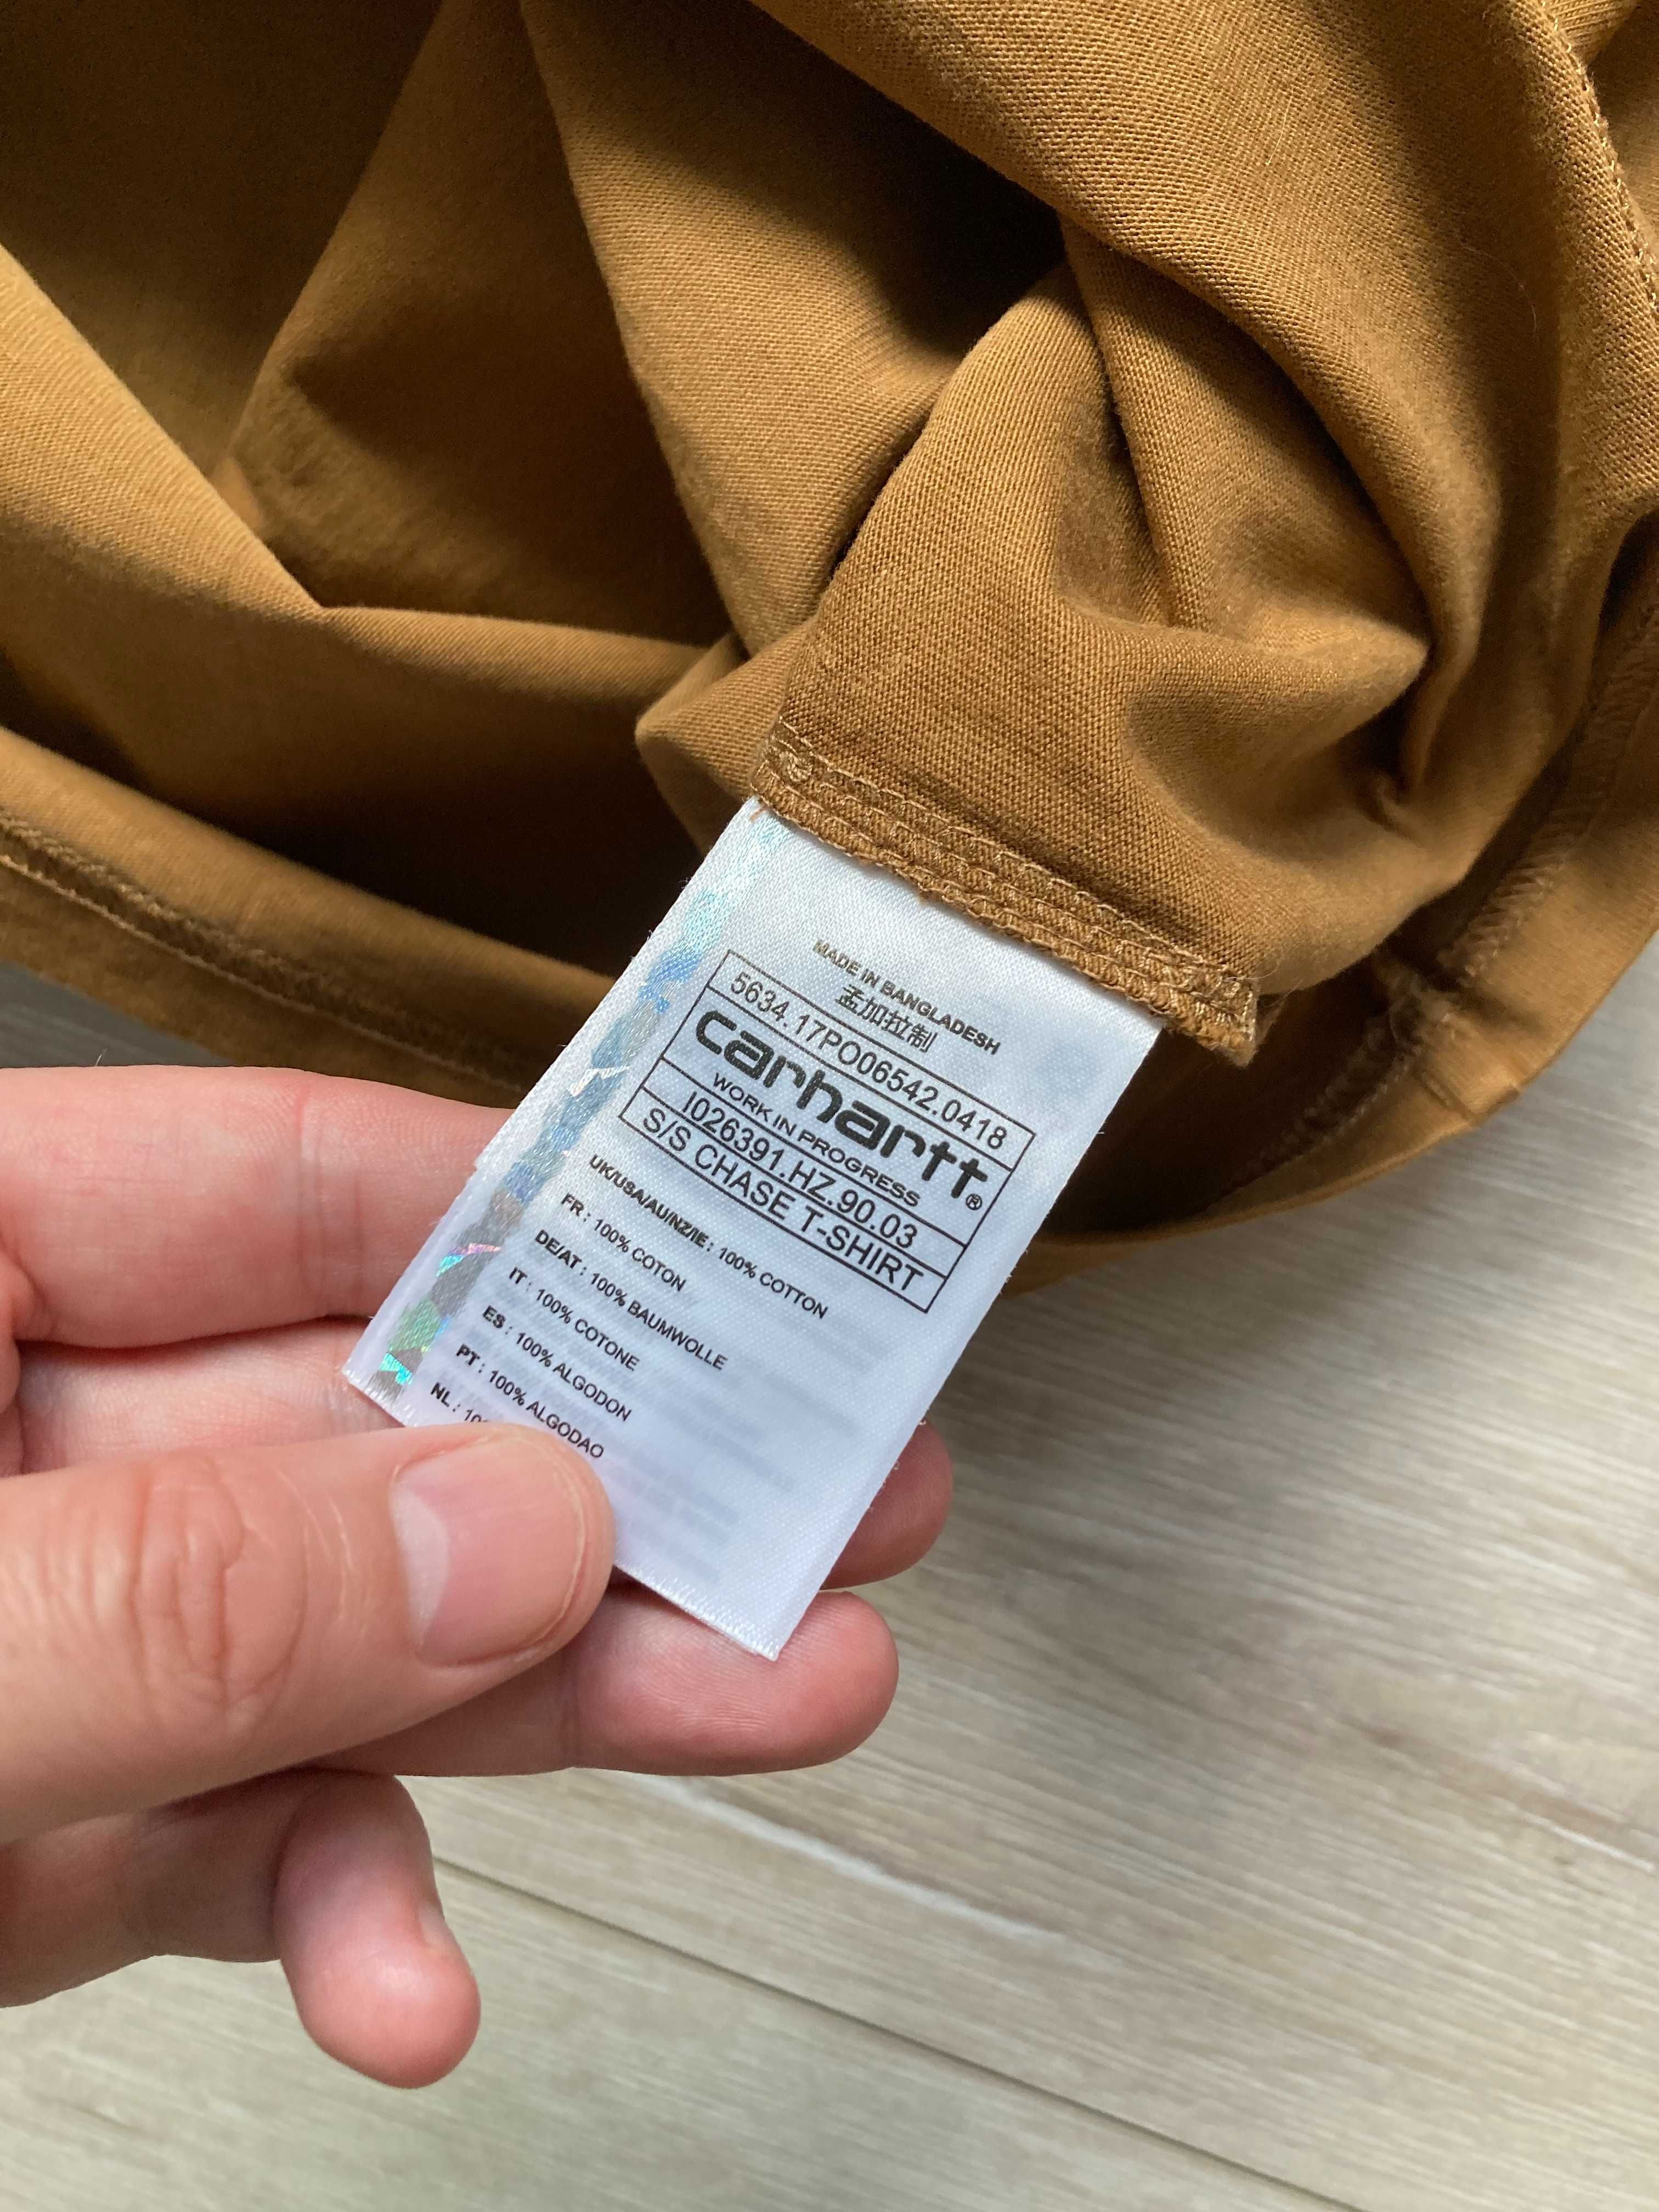 MADE IN BANGLADESH
孟加拉制
5634.17PO06542.0418
carhartt®
WORK IN PROGRESS
I026391.HZ.90.03
S/S CHASE T-SHIRT
UK/USA/AU/NZ/IE : 100% COTTON
FR : 100% COTON
DE/AT : 100% BAUMWOLLE
IT : 100% COTONE
ES : 100% ALGODON
PT : 100% ALGODAO
NL :